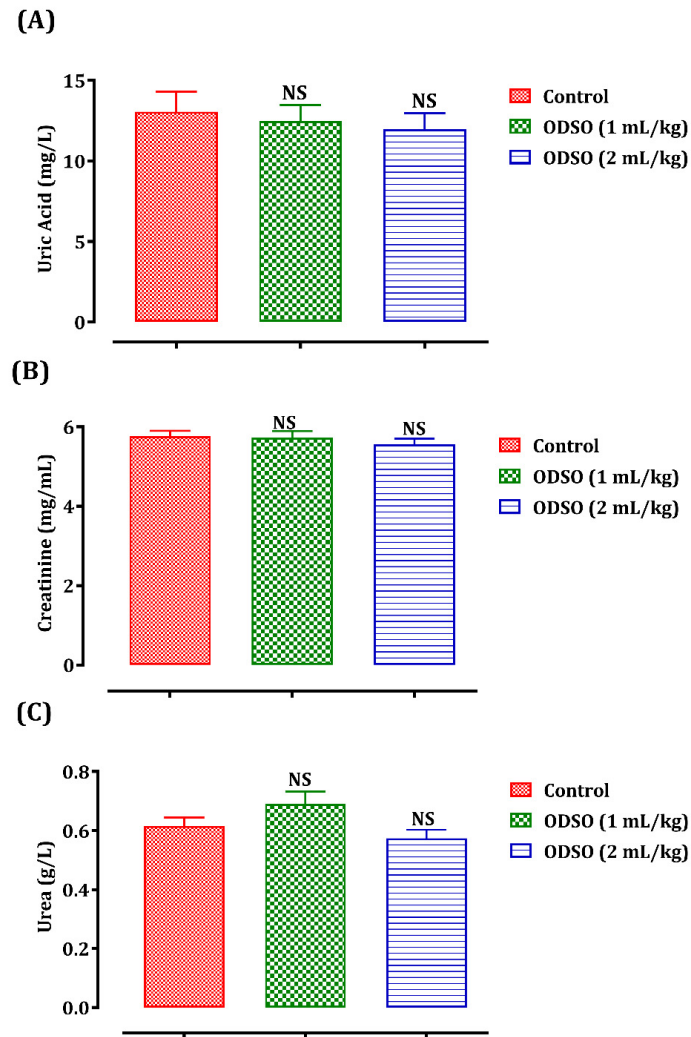 (A)
Uric Acid (mg/L)
15
10
5
0
NS
NS
Control
ODSO (1 mL/kg)
ODSO (2 mL/kg)
(B)
Creatinine (mg/mL)
6
4
2
0
NS
NS
Control
ODSO (1 mL/kg)
ODSO (2 mL/kg)
(C)
Urea (g/L)
0.8
0.6
0.4
0.2
0.0
NS
NS
Control
ODSO (1 mL/kg)
ODSO (2 mL/kg)